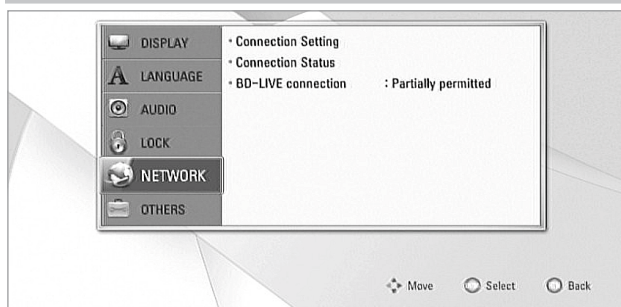 DISPLAY
LANGUAGE
AUDIO
LOCK
NETWORK
OTHERS
• Connection Setting
• Connection Status
• BD-LIVE connection : Partially permitted
Move Select Back